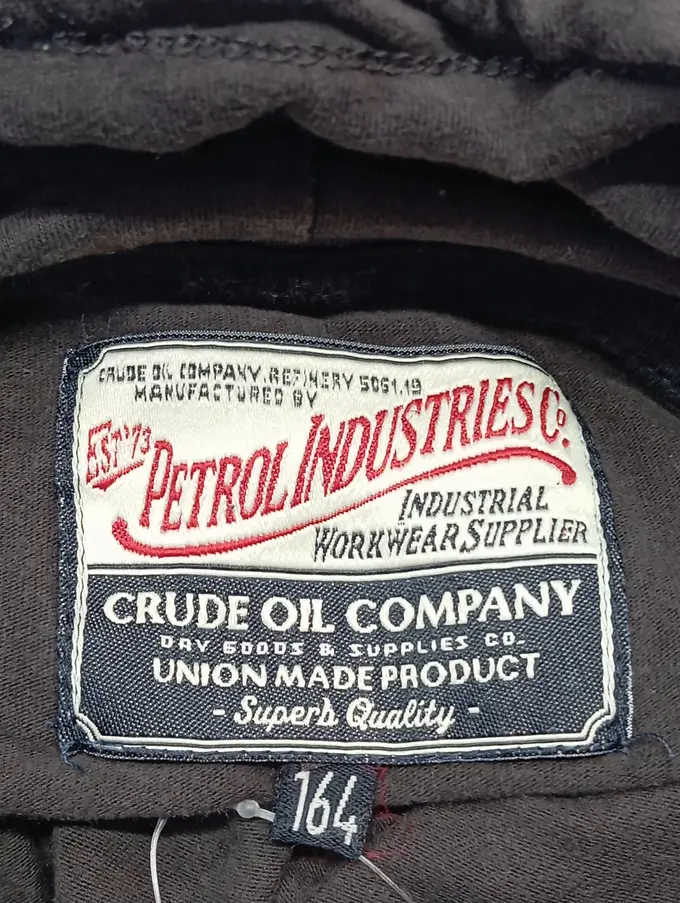 CRUDE OIL COMPANY.REFINERY 5061.19
MANUFACTURED BY
EST'73 PETROL INDUSTRIES Co.
INDUSTRIAL
WORKWEAR SUPPLIER
CRUDE OIL COMPANY
DRY GOODS & SUPPLIES CO.
UNION MADE PRODUCT
- Superb Quality -
164